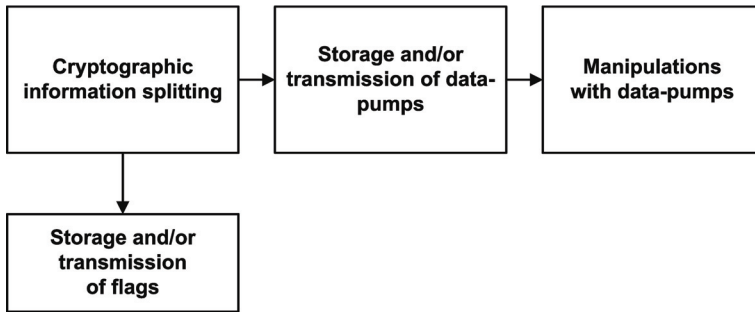 Cryptographic
information splitting
Storage and/or
transmission of data-
pumps
Manipulations
with data-pumps
Storage and/or
transmission
of flags